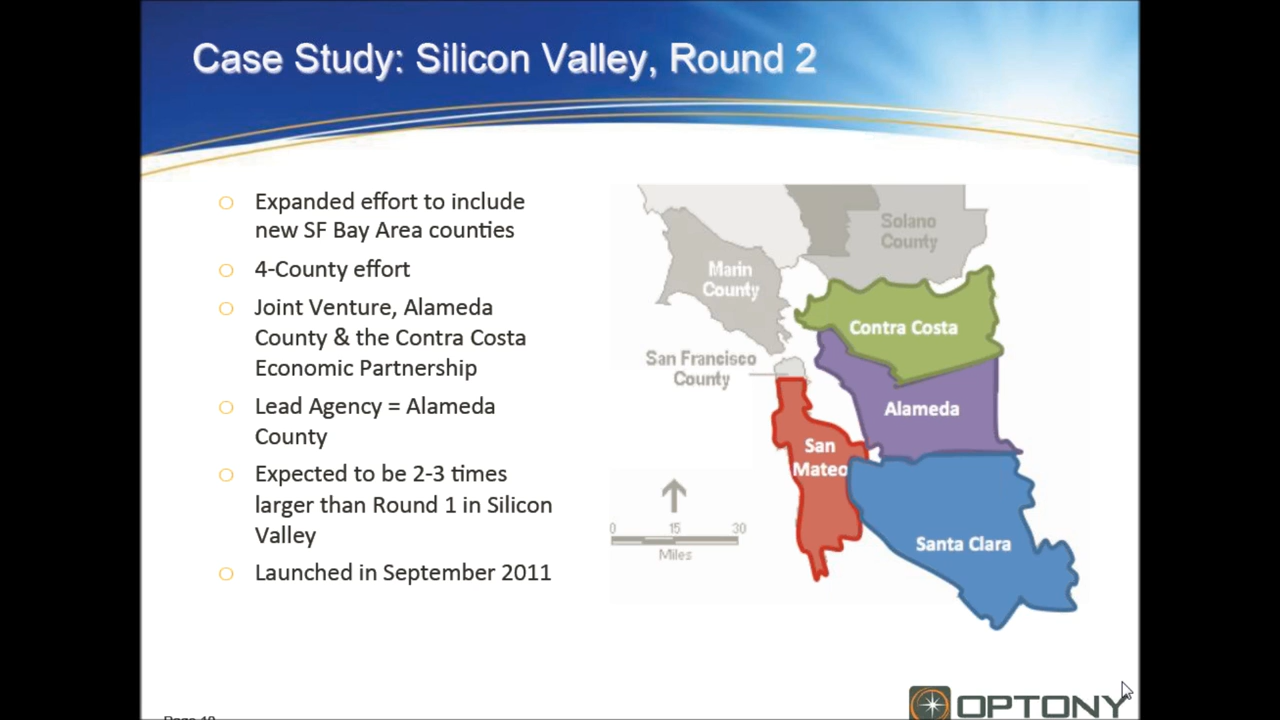 Case Study: Silicon Valley, Round 2
Expanded effort to include
new SF Bay Area counties
4-County effort
Joint Venture, Alameda
County & the Contra Costa
Economic Partnership
Lead Agency = Alameda
County
Expected to be 2-3 times
larger than Round 1 in Silicon
Valley
Launched in September 2011
Solano
County
Marin
County
Contra Costa
San Francisco
County
Alameda
San
Mateo
Santa Clara
0 15 30
Miles
OPTONY